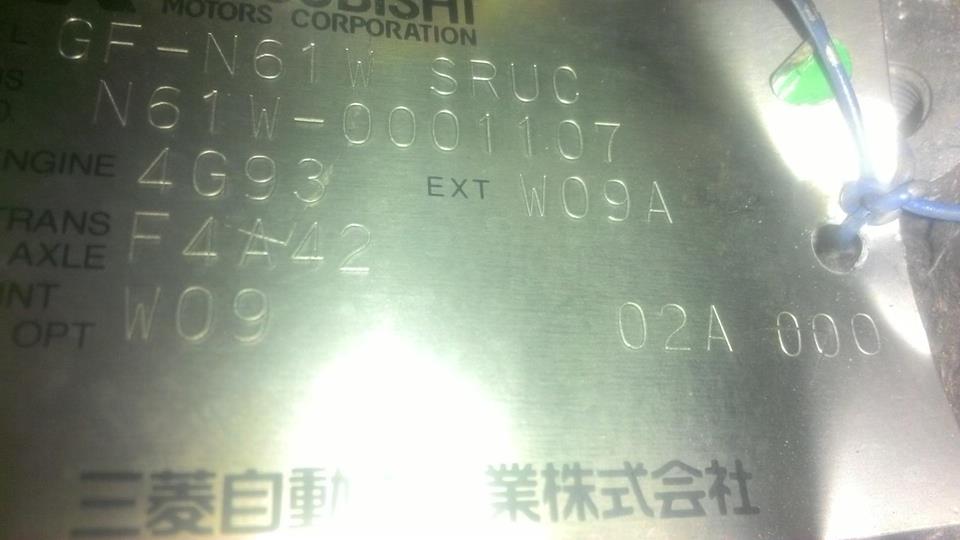 MOTORS CORPORATION
GF-N61W SRUC
N61W-0001107
ENGINE 4G93 EXT W09A
TRANS
AXLE F4A42
INT
OPT W09 02A 000
三菱自動 業株式会社